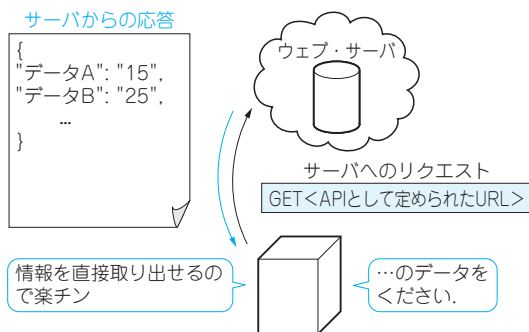 サーバからの応答
{
"データA": "15",
"データB": "25",
…
}
ウェブ・サーバ
サーバへのリクエスト
GET<APIとして定められたURL>
情報を直接取り出せるの
で楽チン
…のデータを
ください.